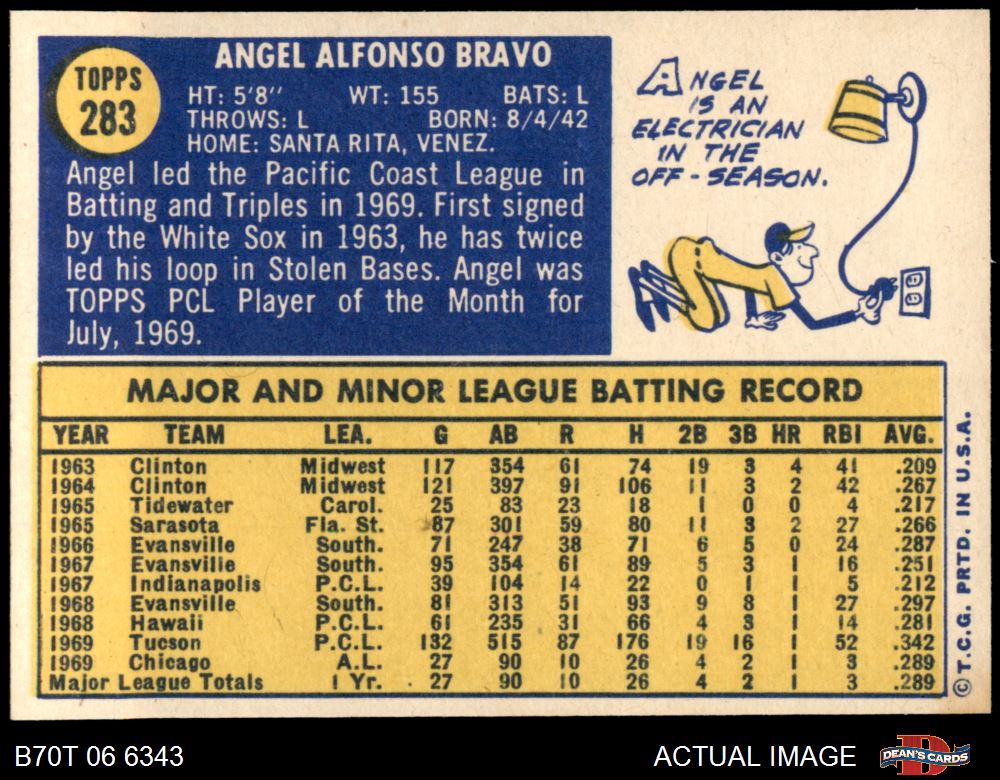 TOPPS
283
ANGEL ALFONSO BRAVO
HT: 5'8'' WT: 155 BATS: L
THROWS: L BORN: 8/4/42
HOME: SANTA RITA, VENEZ.
Angel led the Pacific Coast League in
Batting and Triples in 1969. First signed
by the White Sox in 1963, he has twice
led his loop in Stolen Bases. Angel was
TOPPS PCL Player of the Month for
July, 1969.
ANGEL
IS AN
ELECTRICIAN
IN THE
OFF-SEASON.
MAJOR AND MINOR LEAGUE BATTING RECORD
YEAR TEAM LEA. G AB R H 2B 3B HR RBI AVG.
1963 Clinton Midwest 117 354 61 74 19 3 4 41 .209
1964 Clinton Midwest 121 397 91 106 11 3 2 42 .267
1965 Tidewater Carol. 25 83 23 18 1 0 0 4 .217
1965 Sarasota Fla. St. 87 301 59 80 11 3 2 27 .266
1966 Evansville South. 71 247 38 71 6 5 0 24 .287
1967 Evansville South. 95 354 61 89 5 3 1 16 .251
1967 Indianapolis P.C.L. 39 104 14 22 0 1 1 5 .212
1968 Evansville South. 81 313 51 93 9 8 1 27 .297
1968 Hawaii P.C.L. 61 235 31 66 4 3 1 14 .281
1969 Tucson P.C.L. 132 515 87 176 19 16 1 52 .342
1969 Chicago A.L. 27 90 10 26 4 2 1 3 .289
Major League Totals 1 Yr. 27 90 10 26 4 2 1 3 .289
© T.C.G. PRTD. IN U.S.A.
B70T 06 6343
ACTUAL IMAGE
DEAN'S CARDS